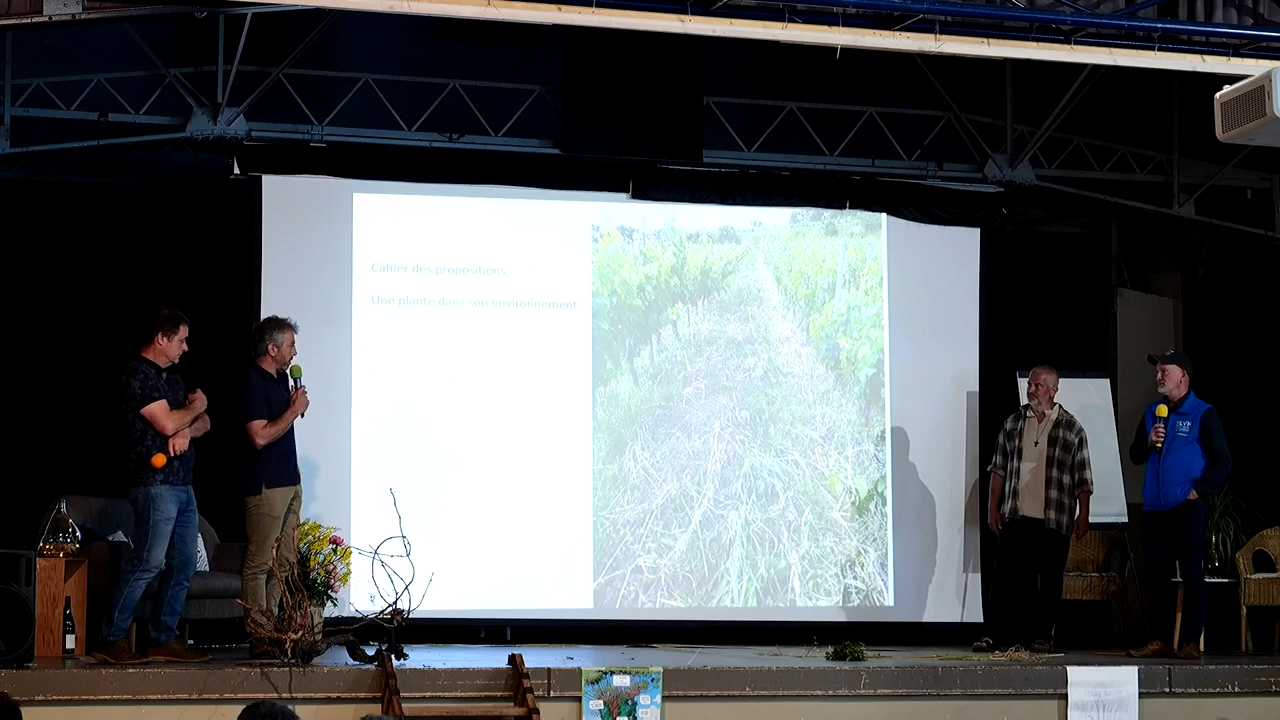 Cahier des propositions.
Une plante dans son environnement